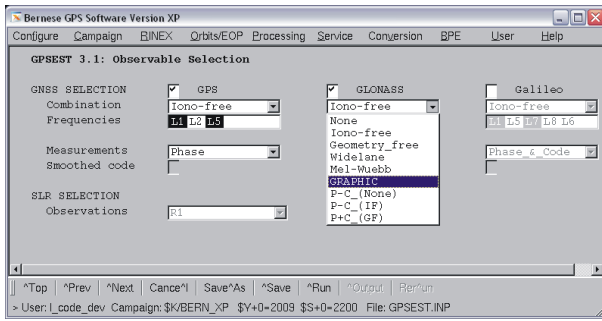 Bernese GPS Software Version XP
Configure Campaign RINEX Orbits/EOP Processing Service Conversion BPE User Help
GPSEST 3.1: Observable Selection
GNSS SELECTION GPS GLONASS Galileo
Combination Iono-free Iono-free Iono-free
Frequencies L1 L2 L5 None L1 L5 L7 L8 L6
Iono-free
Geometry_free
Measurements Phase Widelane Phase_&_Code
Smoothed code Mel-Wuebb
GRAPHIC
SLR SELECTION P-C_(None)
Observations R1 P-C_(IF)
P+C_(GF)
^Top ^Prev ^Next Cance^l Save^As ^Save ^Run ^Output Rer^un
> User: l_code_dev Campaign: $K/BERN_XP $Y+0=2009 $S+0=2200 File: GPSEST.INP